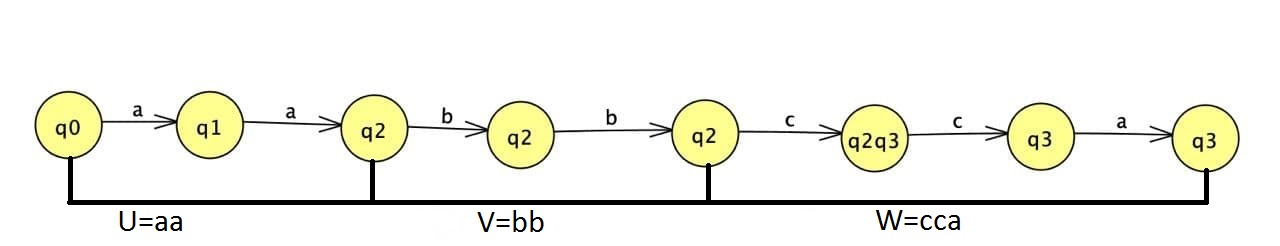 a a b b c c a
q0 q1 q2 q2 q2 q2q3 q3 q3
U=aa V=bb W=cca